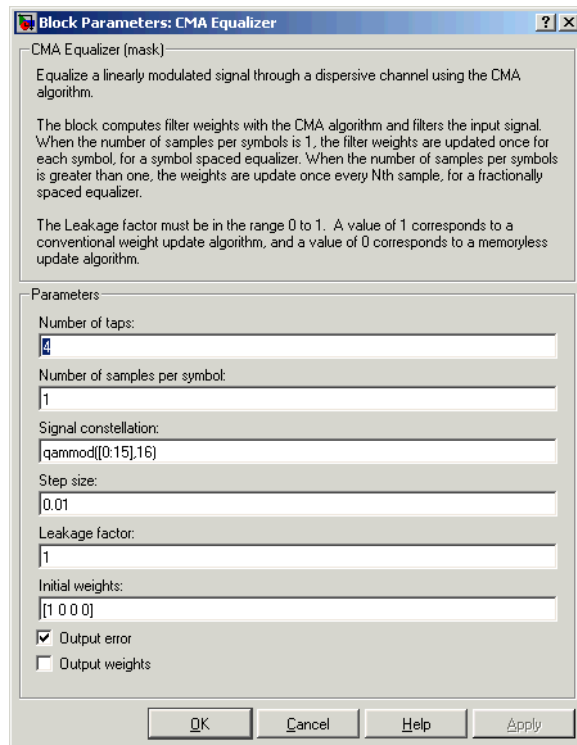 Block Parameters: CMA Equalizer
CMA Equalizer (mask)
Equalize a linearly modulated signal through a dispersive channel using the CMA
algorithm.
The block computes filter weights with the CMA algorithm and filters the input signal.
When the number of samples per symbols is 1, the filter weights are updated once for
each symbol, for a symbol spaced equalizer. When the number of samples per symbols
is greater than one, the weights are update once every Nth sample, for a fractionally
spaced equalizer.
The Leakage factor must be in the range 0 to 1. A value of 1 corresponds to a
conventional weight update algorithm, and a value of 0 corresponds to a memoryless
update algorithm.
Parameters
Number of taps:
4
Number of samples per symbol:
1
Signal constellation:
qammod([0:15],16)
Step size:
0.01
Leakage factor:
1
Initial weights:
[1 0 0 0]
Output error
Output weights
OK Cancel Help Apply